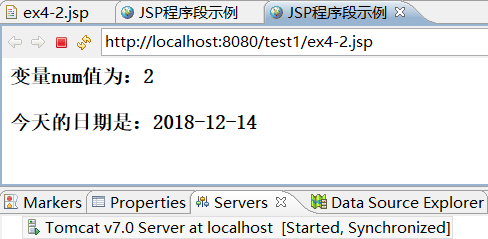 ex4-2.jsp JSP程序段示例 JSP程序段示例
http://localhost:8080/test1/ex4-2.jsp
变量num值为：2
今天的日期是：2018-12-14
Markers Properties Servers Data Source Explorer
Tomcat v7.0 Server at localhost [Started, Synchronized]